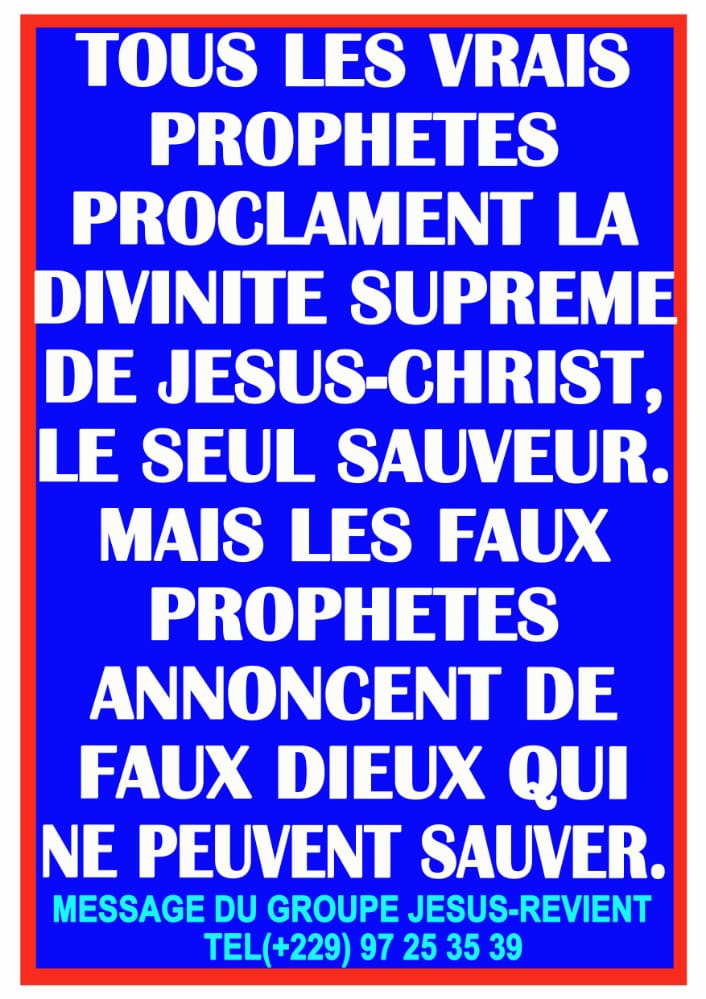 TOUS LES VRAIS
PROPHETES
PROCLAMENT LA
DIVINITE SUPREME
DE JESUS-CHRIST,
LE SEUL SAUVEUR.
MAIS LES FAUX
PROPHETES
ANNONCENT DE
FAUX DIEUX QUI
NE PEUVENT SAUVER.
MESSAGE DU GROUPE JESUS-REVIENT
TEL(+229) 97 25 35 39